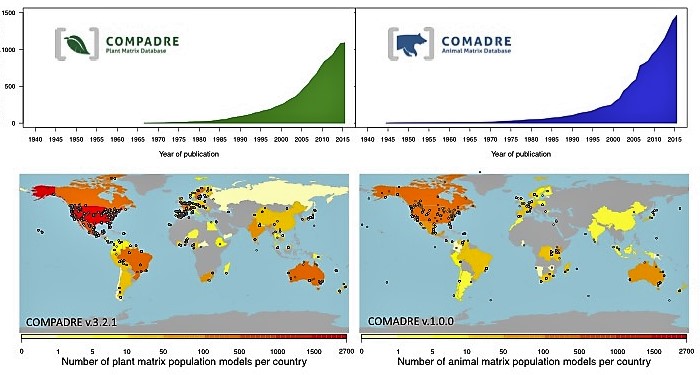 1500
1000
500
0
COMPADRE
Plant Matrix Database
COMADRE
Animal Matrix Database
1940 1945 1950 1955 1960 1965 1970 1975 1980 1985 1990 1995 2000 2005 2010 2015
1940 1945 1950 1955 1960 1965 1970 1975 1980 1985 1990 1995 2000 2005 2010 2015
Year of publication
Year of publication
COMPADRE v.3.2.1
COMADRE v.1.0.0
0 1 5 10 50 100 500 1000 1500 2700
0 1 5 10 50 100 500 1000 1500 2700
Number of plant matrix population models per country
Number of animal matrix population models per country